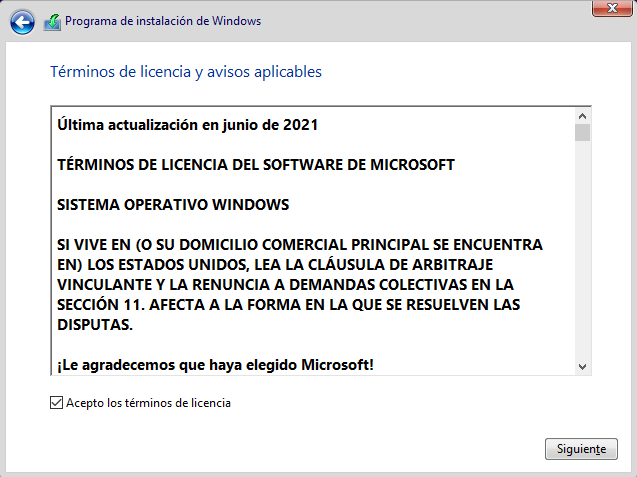 Programa de instalación de Windows
Términos de licencia y avisos aplicables
Última actualización en junio de 2021
TÉRMINOS DE LICENCIA DEL SOFTWARE DE MICROSOFT
SISTEMA OPERATIVO WINDOWS
SI VIVE EN (O SU DOMICILIO COMERCIAL PRINCIPAL SE ENCUENTRA
EN) LOS ESTADOS UNIDOS, LEA LA CLÁUSULA DE ARBITRAJE
VINCULANTE Y LA RENUNCIA A DEMANDAS COLECTIVAS EN LA
SECCIÓN 11. AFECTA A LA FORMA EN LA QUE SE RESUELVEN LAS
DISPUTAS.
¡Le agradecemos que haya elegido Microsoft!
Acepto los términos de licencia
Siguiente